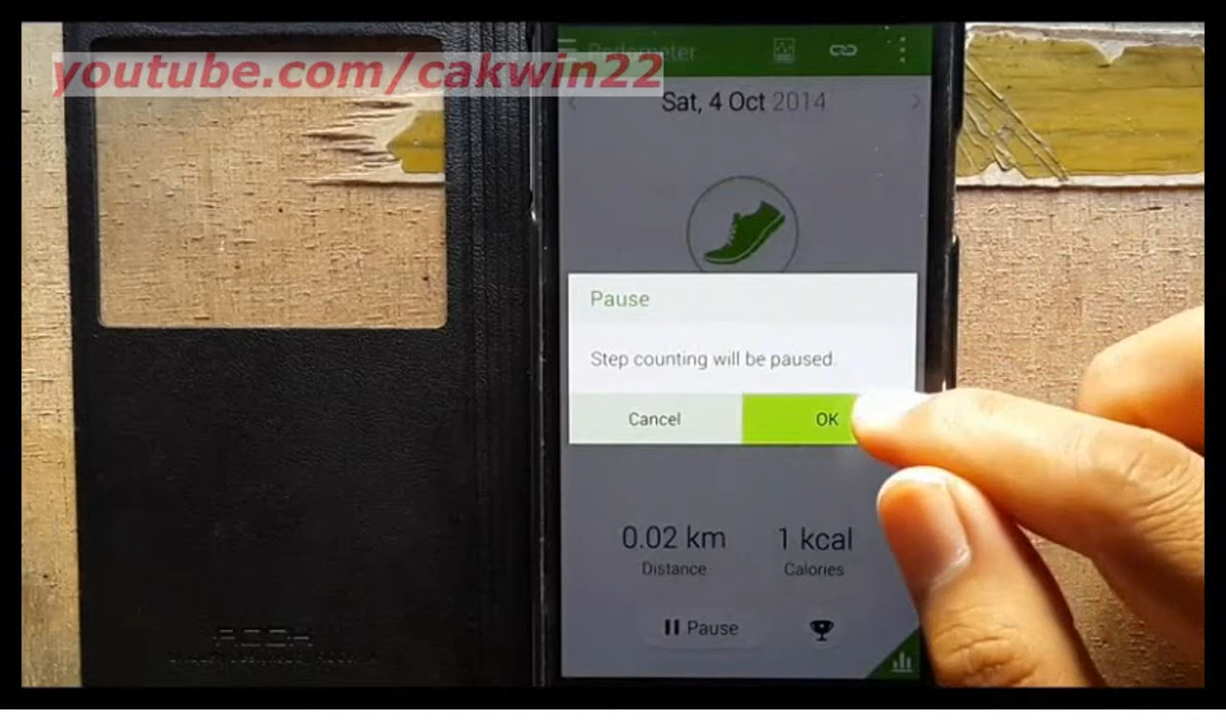 youtube.com/cakwin22
Pedometer
Sat, 4 Oct 2014
Pause
Step counting will be paused.
Cancel OK
0.02 km 1 kcal
Distance Calories
Pause